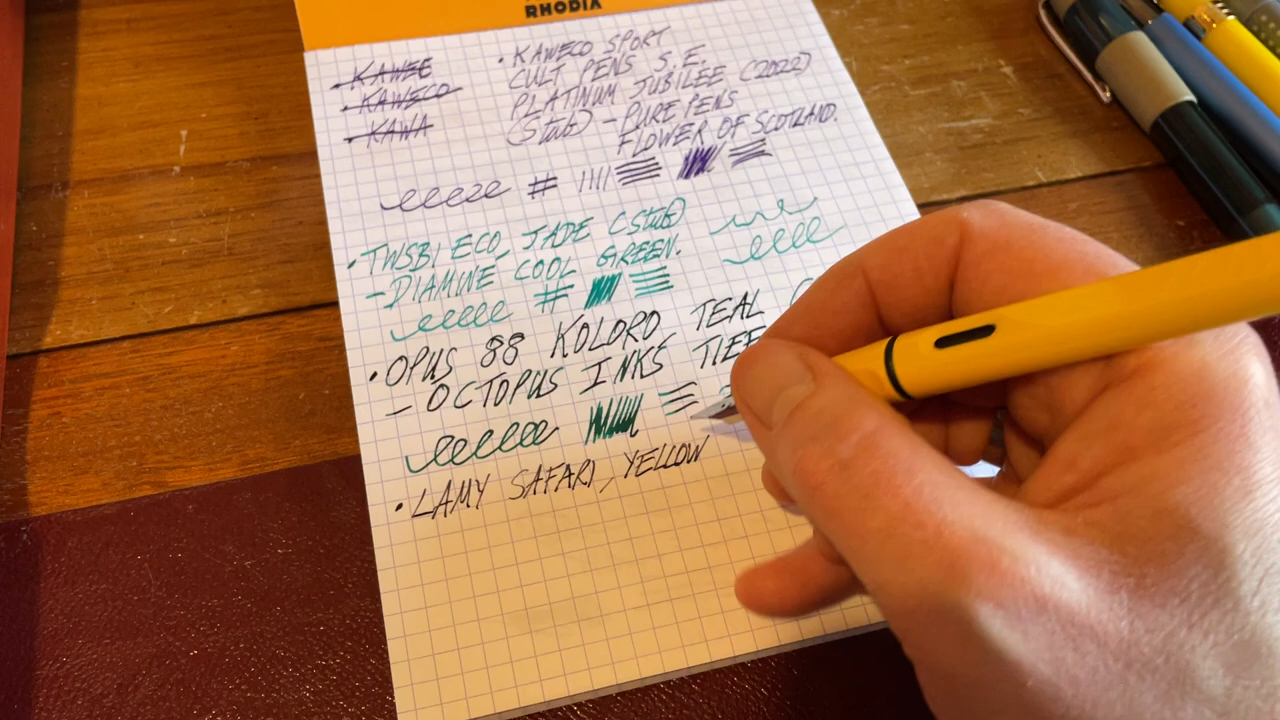 RHODIA
KAWEE
KAWECO
KAWA
• KAWECO SPORT
CULT PENS S.E.
PLATINUM JUBILEE (2022)
(Stub) - PURE PENS
FLOWER OF SCOTLAND.
• TWSBI ECO, JADE (Stub)
- DIAMINE COOL GREEN.
• OPUS 88 KOLORO, TEAL (
- OCTOPUS INKS TIEF
• LAMY SAFARI, YELLOW